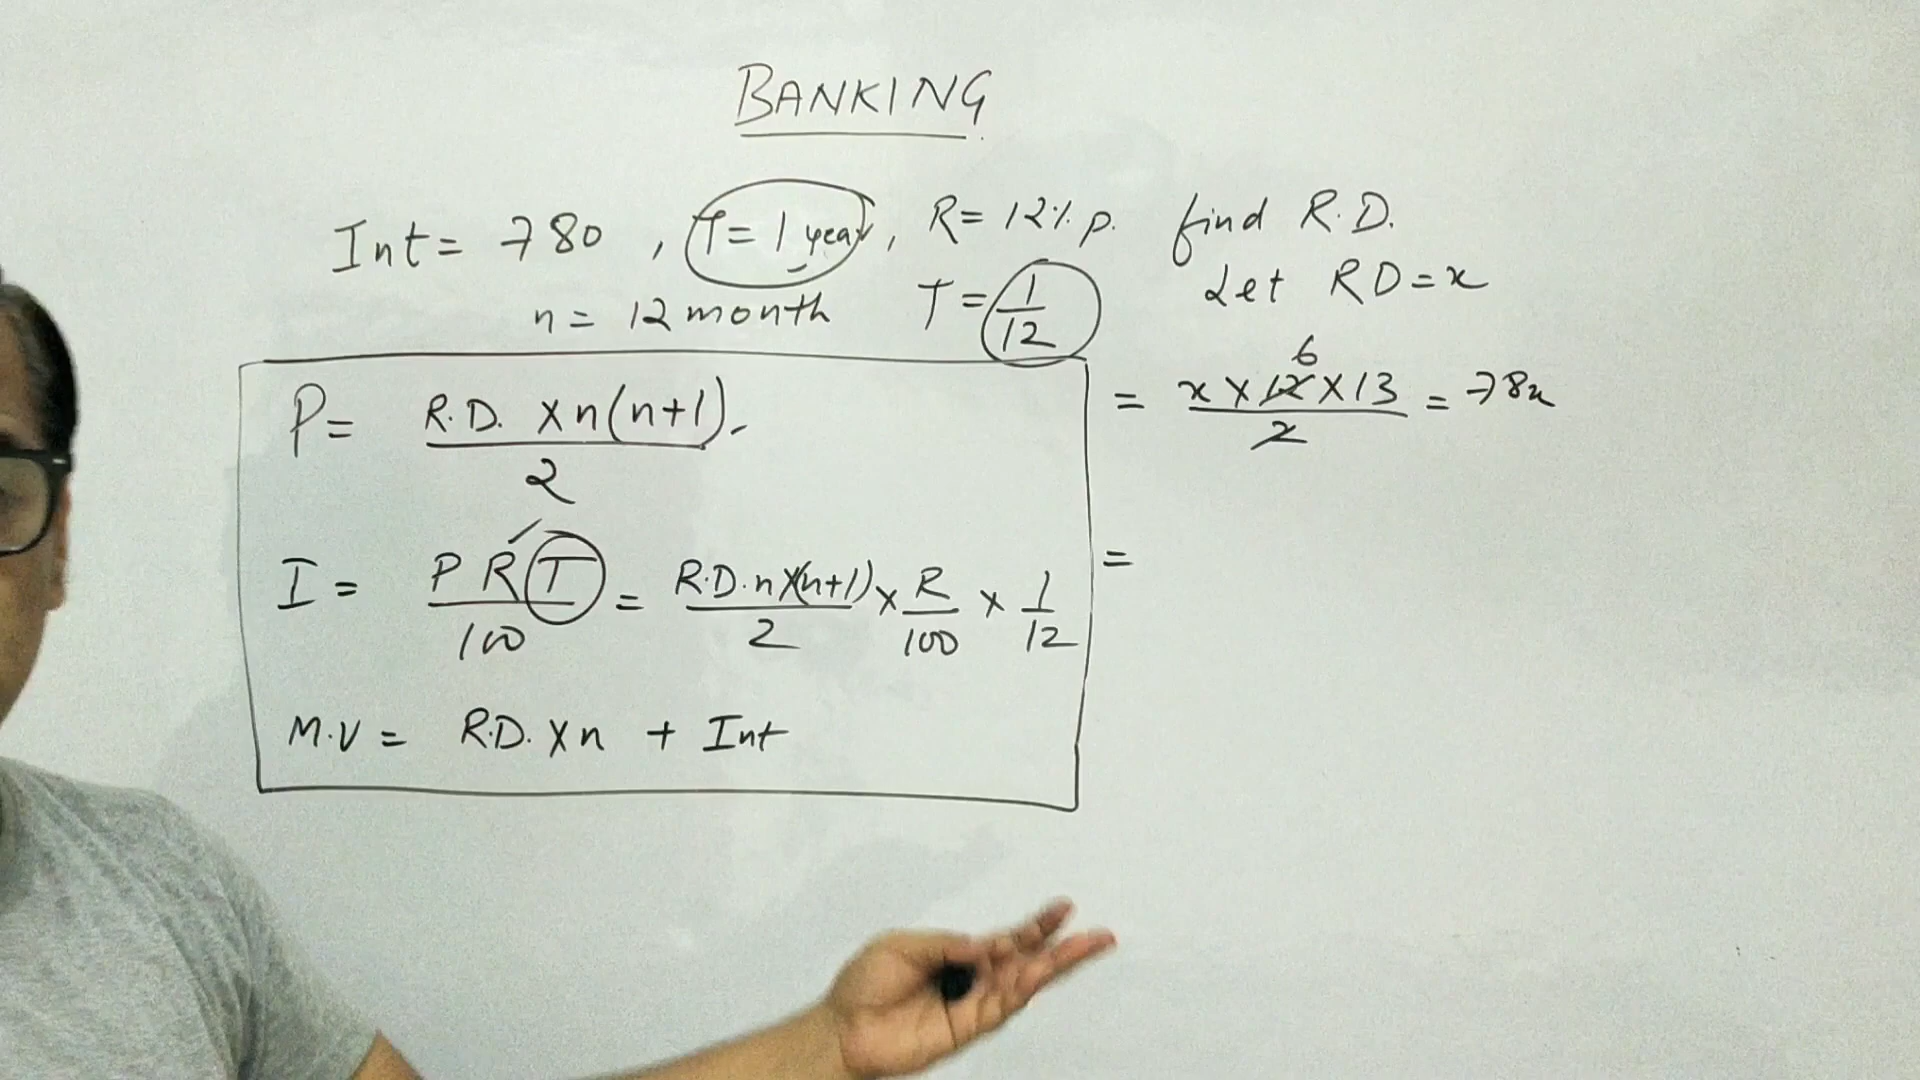 BANKING
Int = 780, T = 1 year, R = 12% p. find R.D.
n = 12 month T = 1/12 Let RD = x
P = R.D. × n(n+1)/2 = x × 12 × 13/2 = 78x
6
I = PRT/100 = R.D. n × (n+1)/2 × R/100 × 1/12 =
M.V = R.D. × n + Int